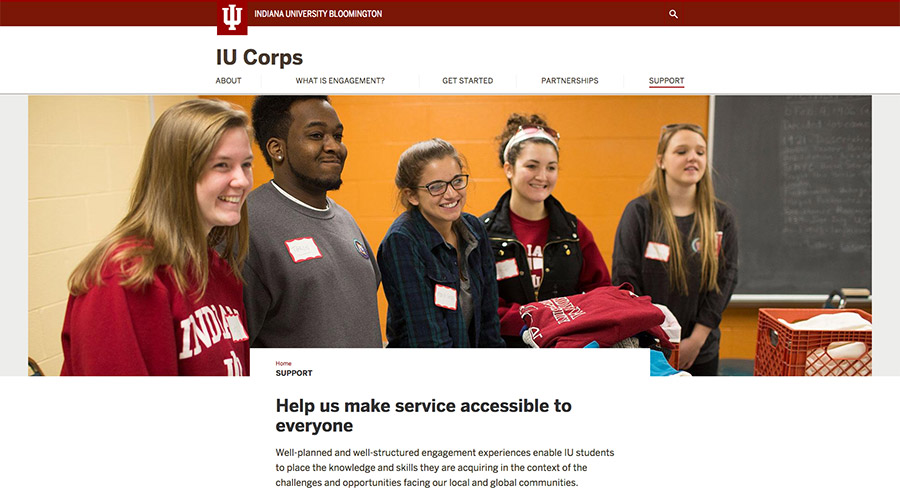 INDIANA UNIVERSITY BLOOMINGTON
IU Corps
ABOUT
WHAT IS ENGAGEMENT?
GET STARTED
PARTNERSHIPS
SUPPORT
INDIANA
Home
SUPPORT
Help us make service accessible to
everyone
Well-planned and well-structured engagement experiences enable IU students
to place the knowledge and skills they are acquiring in the context of the
challenges and opportunities facing our local and global communities.